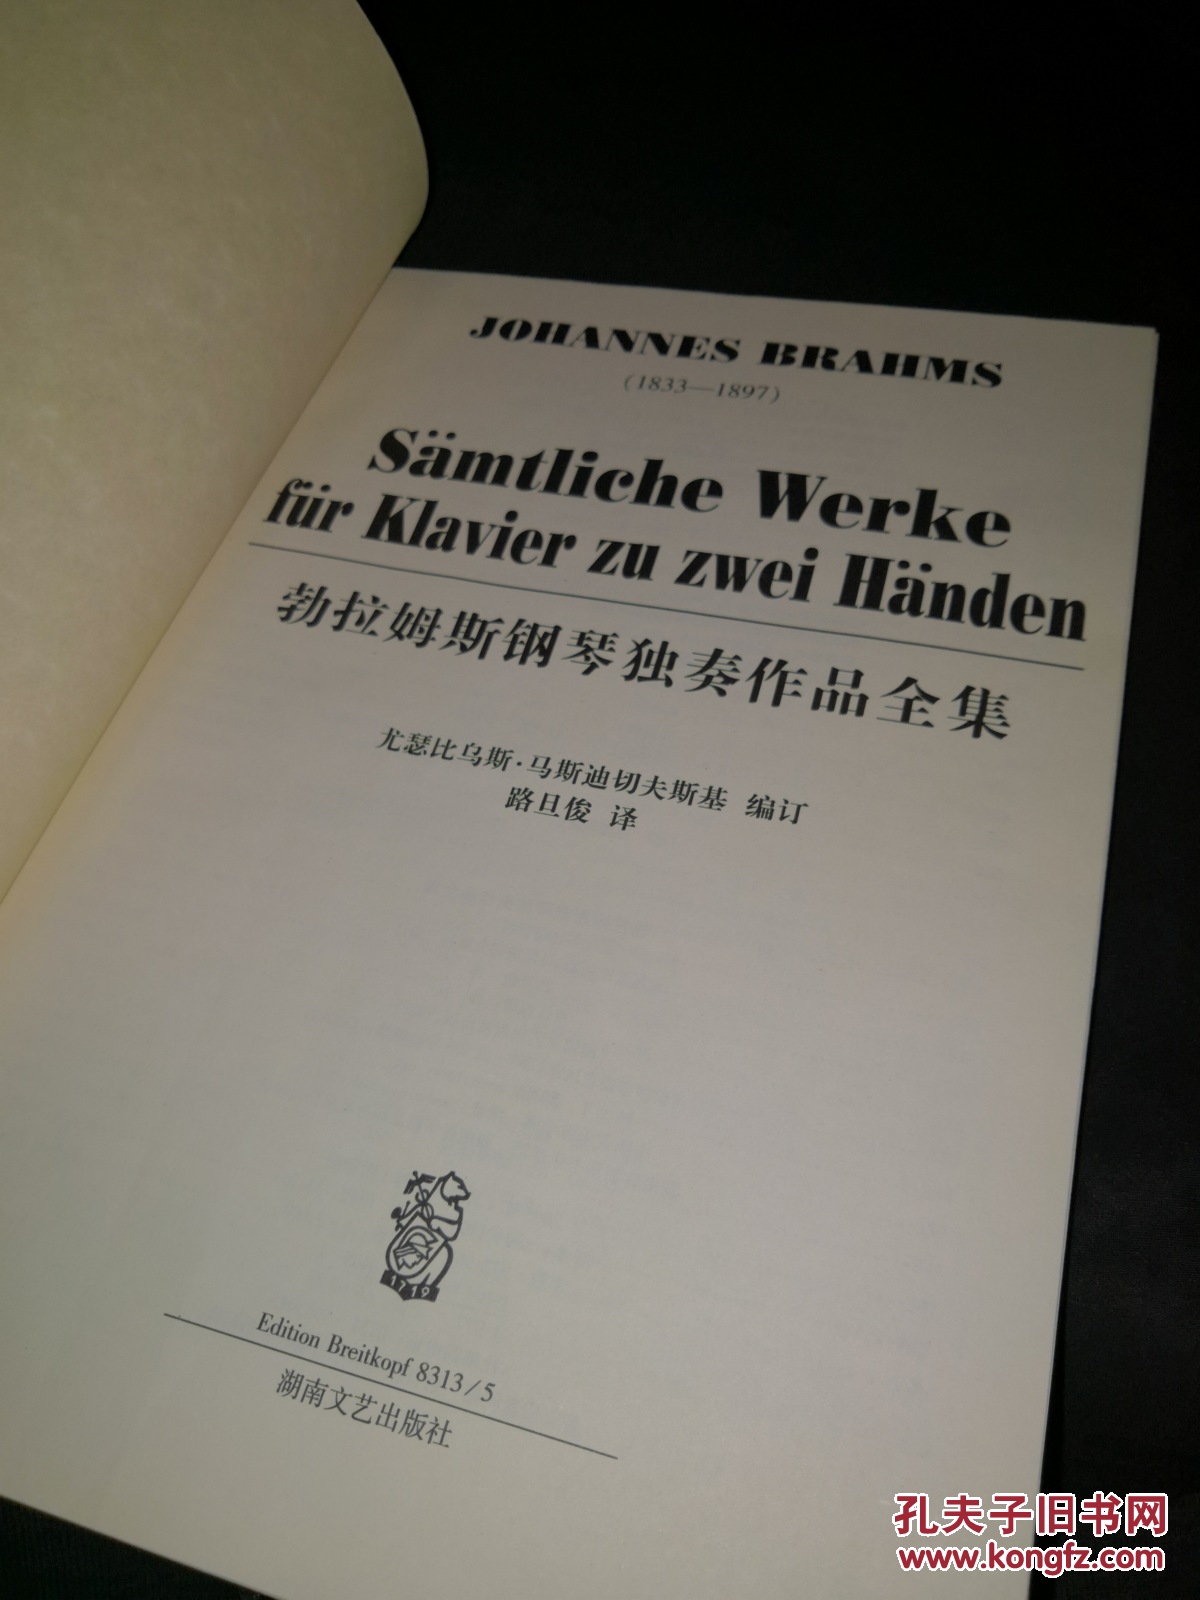 JOHANNES BRAHMS
(1833—1897)
Sämtliche Werke
für Klavier zu zwei Händen
勃拉姆斯钢琴独奏作品全集
尤瑟比乌斯·马斯迪切夫斯基 编订
路旦俊 译
1719
Edition Breitkopf 8313/5
湖南文艺出版社
孔夫子旧书网
www.kongfz.com